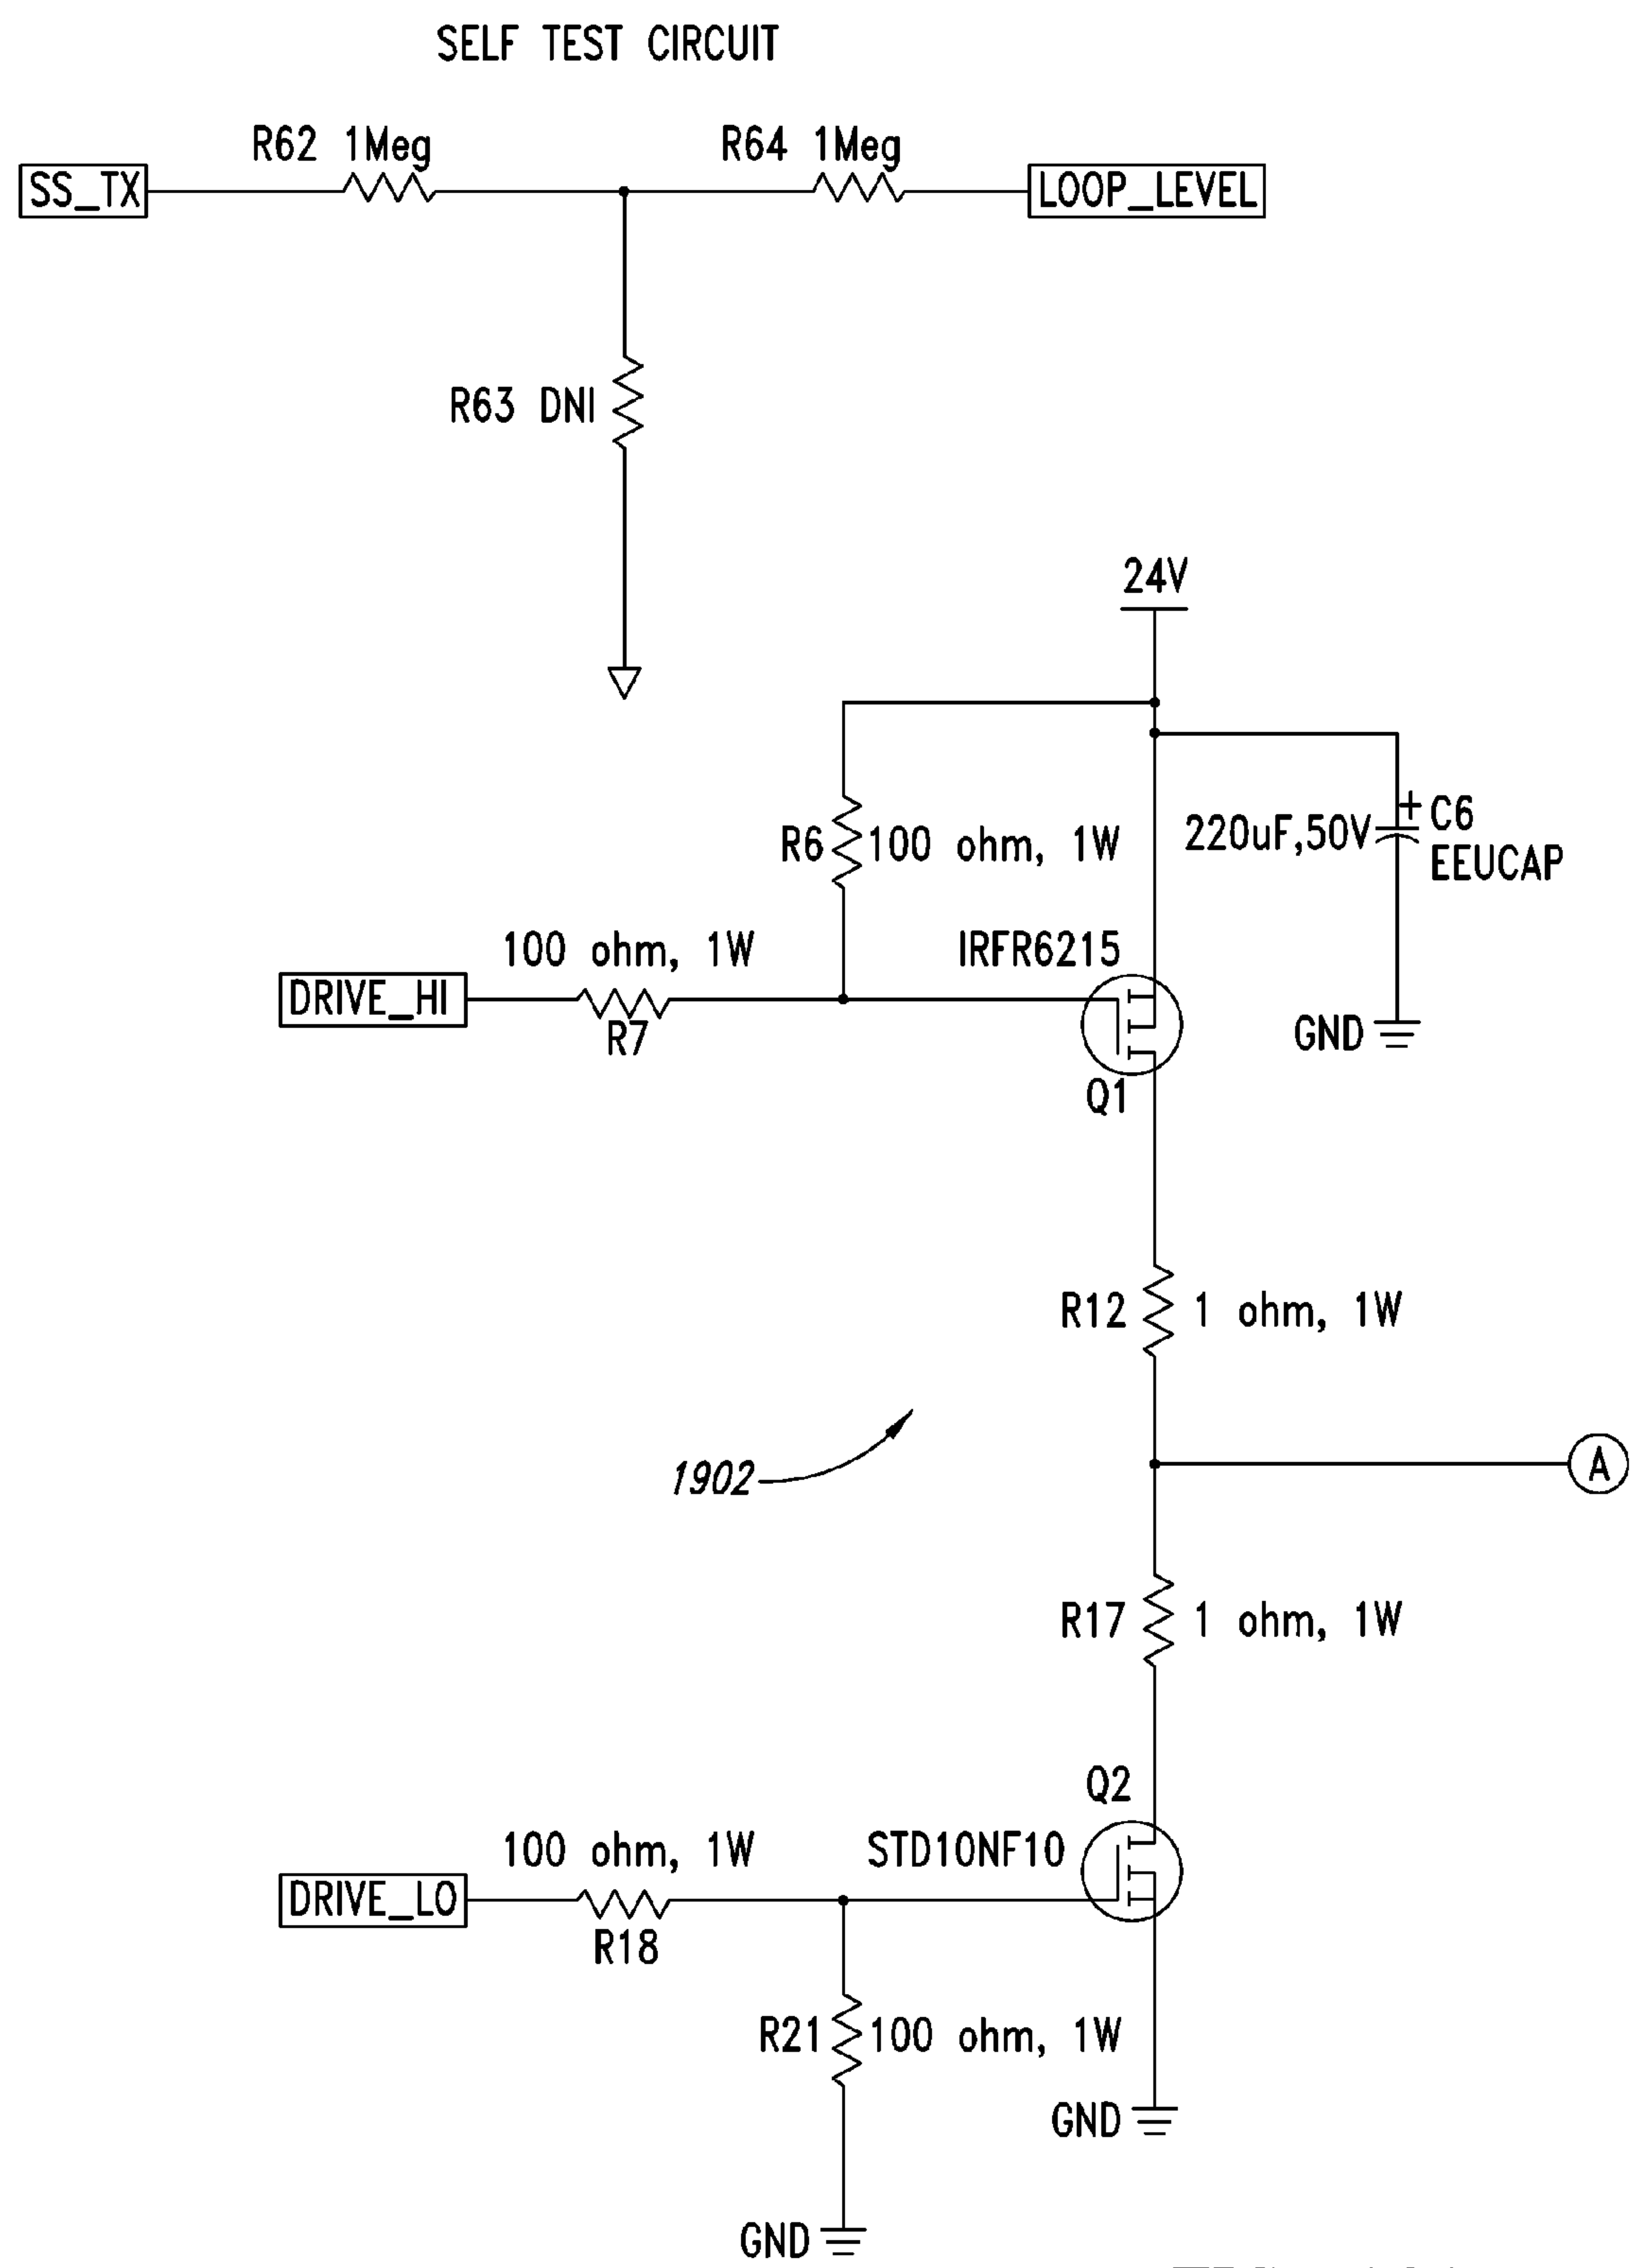 SELF TEST CIRCUIT
R62 1Meg
R64 1Meg
SS_TX
LOOP_LEVEL
R63 DNI
24V
R6
100 ohm, 1W
220uF,50V
+
C6
EEUCAP
100 ohm, 1W
IRFR6215
DRIVE_HI
R7
GND
Q1
R12
1 ohm, 1W
1902
A
R17
1 ohm, 1W
Q2
100 ohm, 1W
STD10NF10
DRIVE_LO
R18
R21
100 ohm, 1W
GND
GND